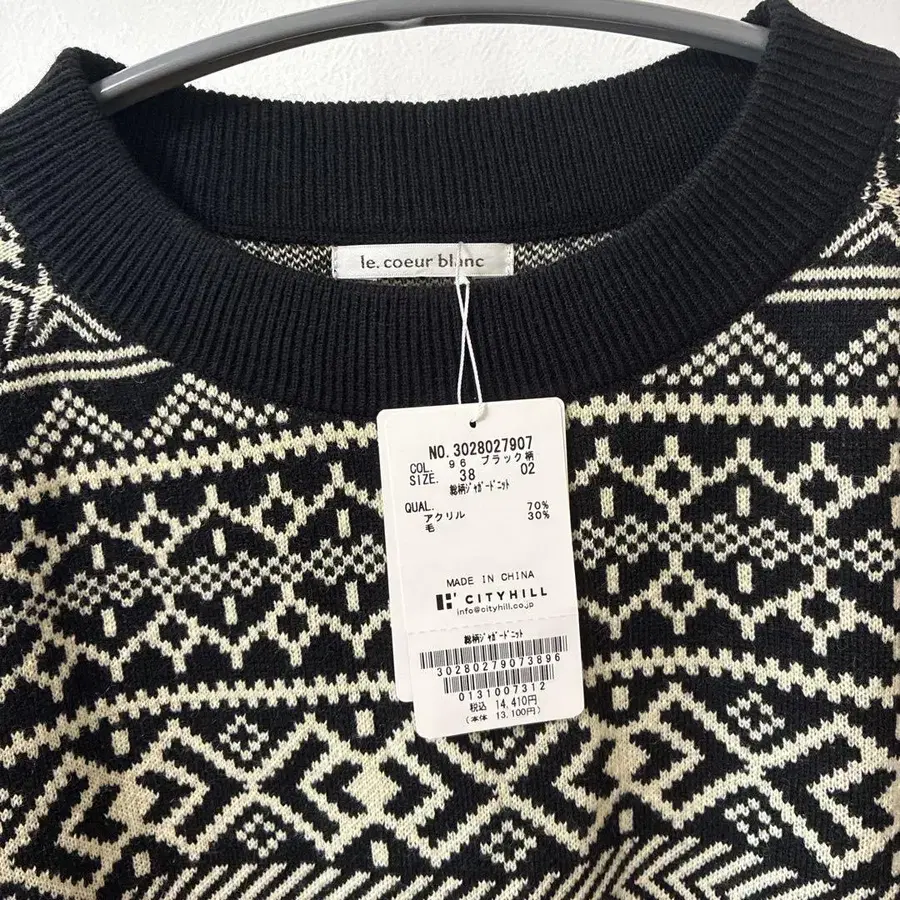 le.coeur blanc
NO.3028027907
COL. 96 ブラック柄
SIZE. 38 02
総柄ジャガードニット
QUAL.
アクリル 70%
毛 30%
MADE IN CHINA
CITYHILL
info@cityhill.co.jp
総柄ジャガードニット
30280279073896
0131007312
税込 14,410円
(本体 13,100円)